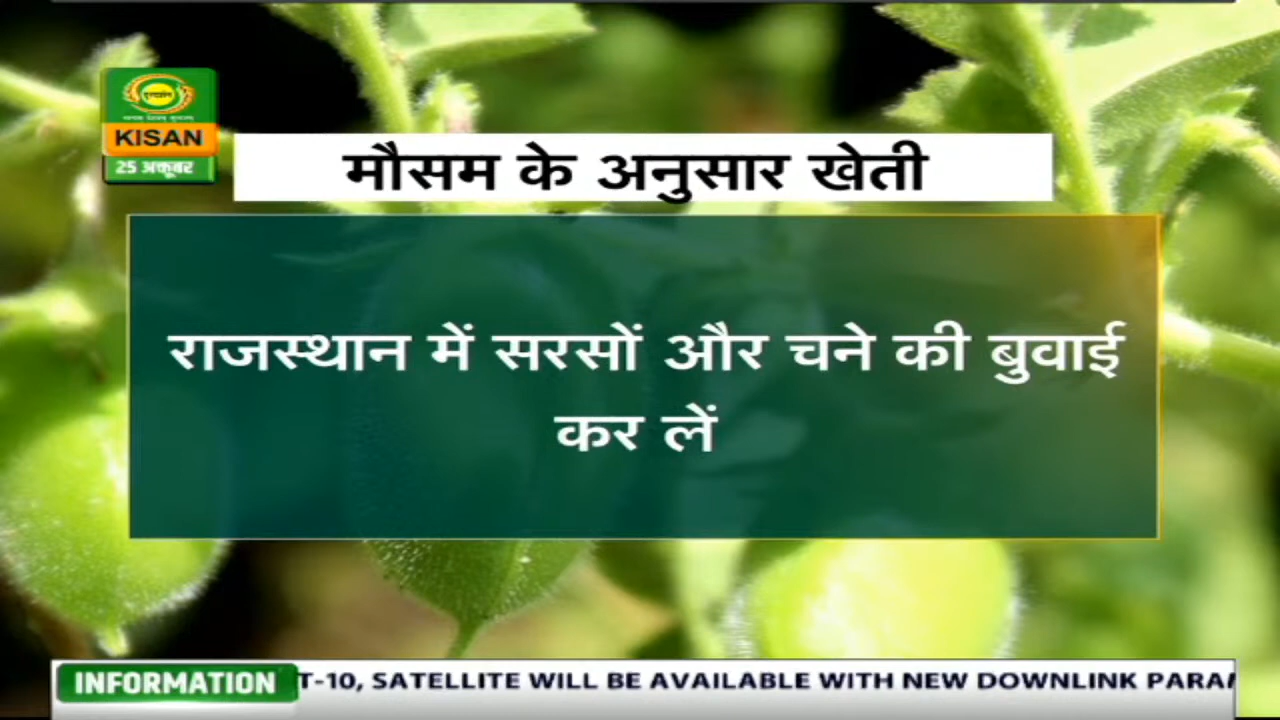 KISAN
25 अक्तूबर
मौसम के अनुसार खेती
राजस्थान में सरसों और चने की बुवाई
कर लें
INFORMATION T-10, SATELLITE WILL BE AVAILABLE WITH NEW DOWNLINK